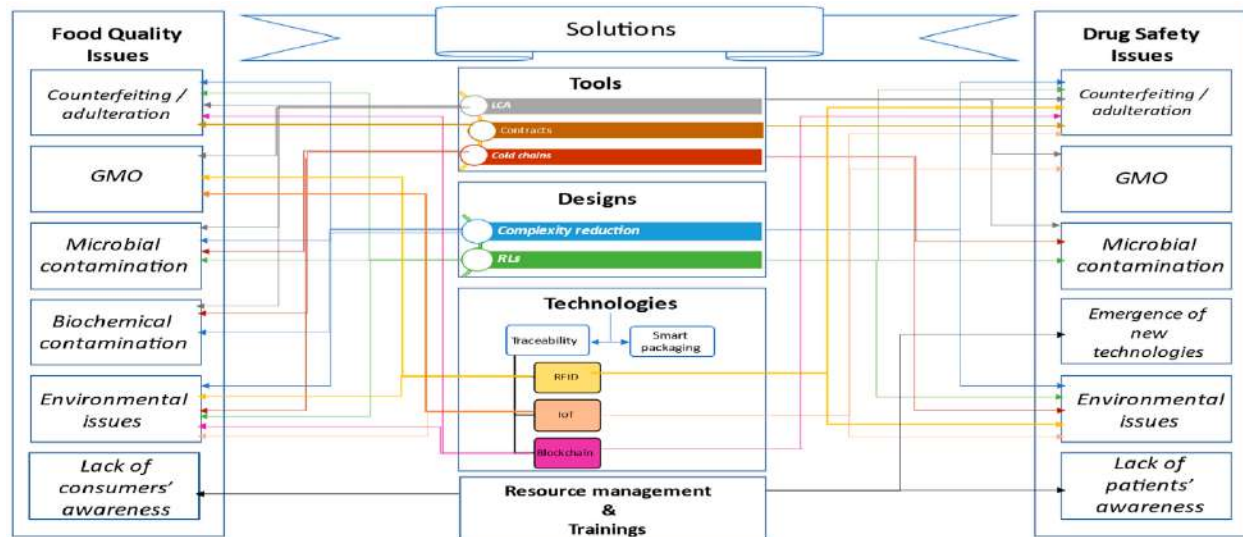 Solutions
Food Quality
Issues
Counterfeiting /
adulteration
GMO
Microbial
contamination
Biochemical
contamination
Environmental
issues
Lack of
consumers'
awareness
Tools
LCA
Contracts
Cold chains
Designs
Complexity reduction
RLs
Technologies
Traceability
Smart
packaging
RFID
IoT
Blockchain
Resource management
&
Trainings
Drug Safety
Issues
Counterfeiting /
adulteration
GMO
Microbial
contamination
Emergence of
new
technologies
Environmental
issues
Lack of
patients'
awareness